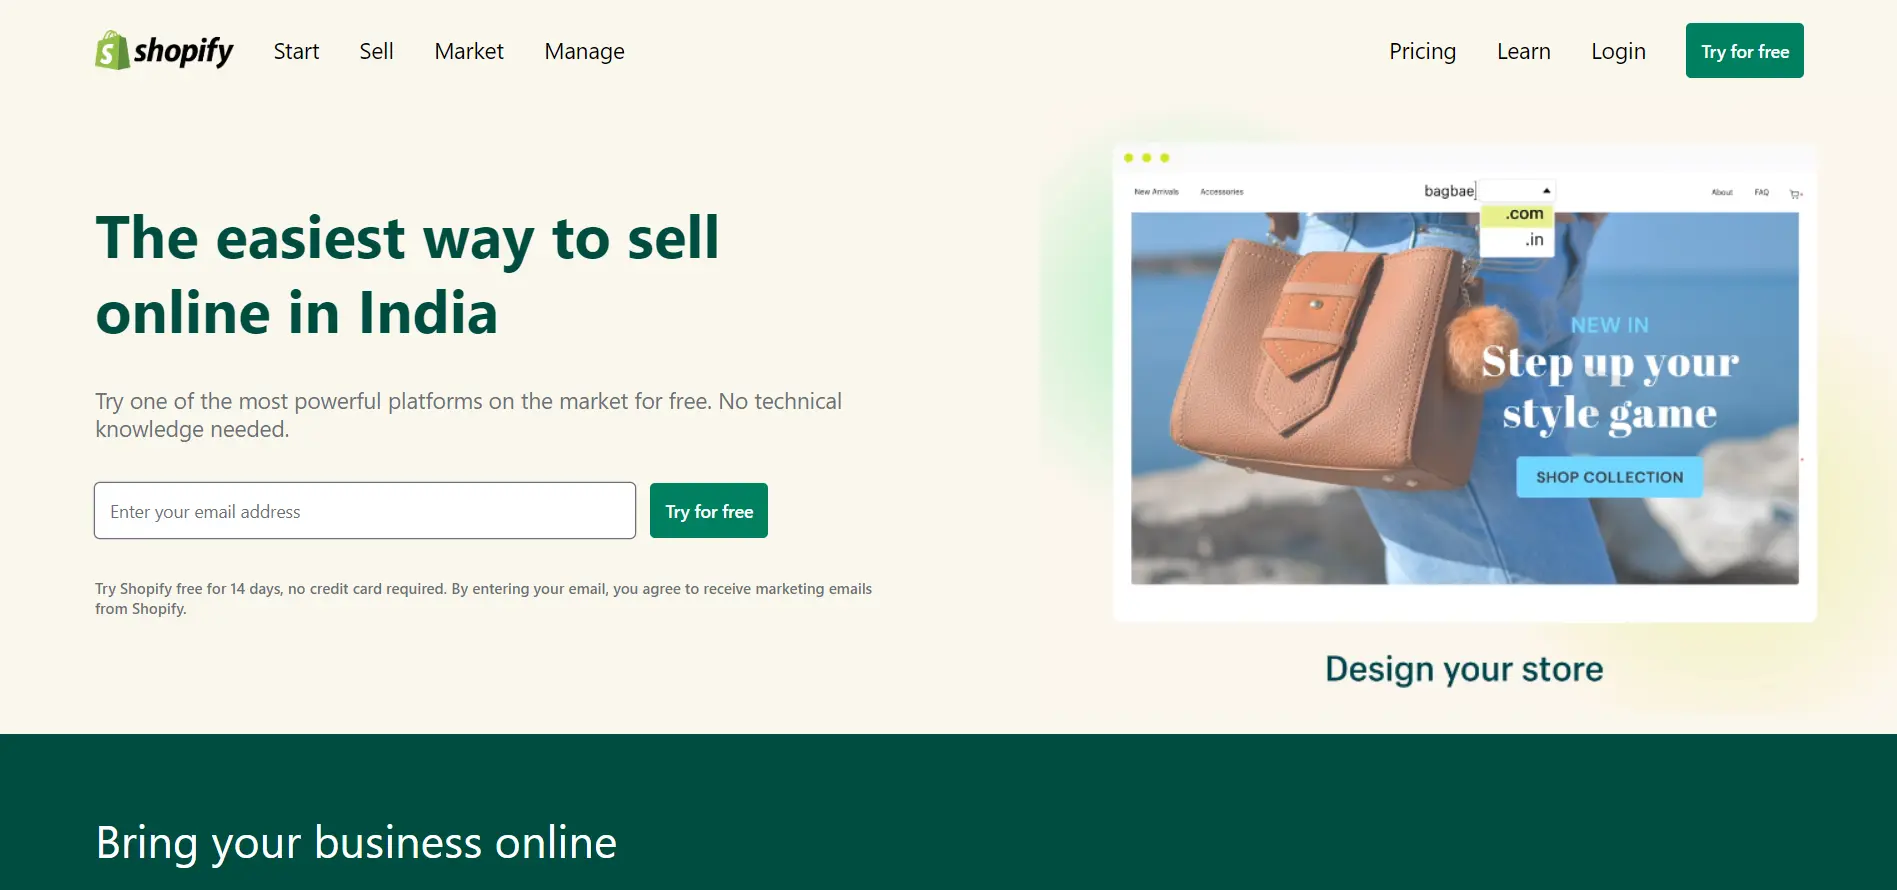 shopify
Start
Sell
Market
Manage
Pricing
Learn
Login
Try for free
The easiest way to sell
online in India
Try one of the most powerful platforms on the market for free. No technical
knowledge needed.
Enter your email address
Try for free
Try Shopify free for 14 days, no credit card required. By entering your email, you agree to receive marketing emails
from Shopify.
New Arrivals
Accessories
bagbae
About
FAQ
.com
.in
NEW IN
Step up your
style game
SHOP COLLECTION
Design your store
Bring your business online